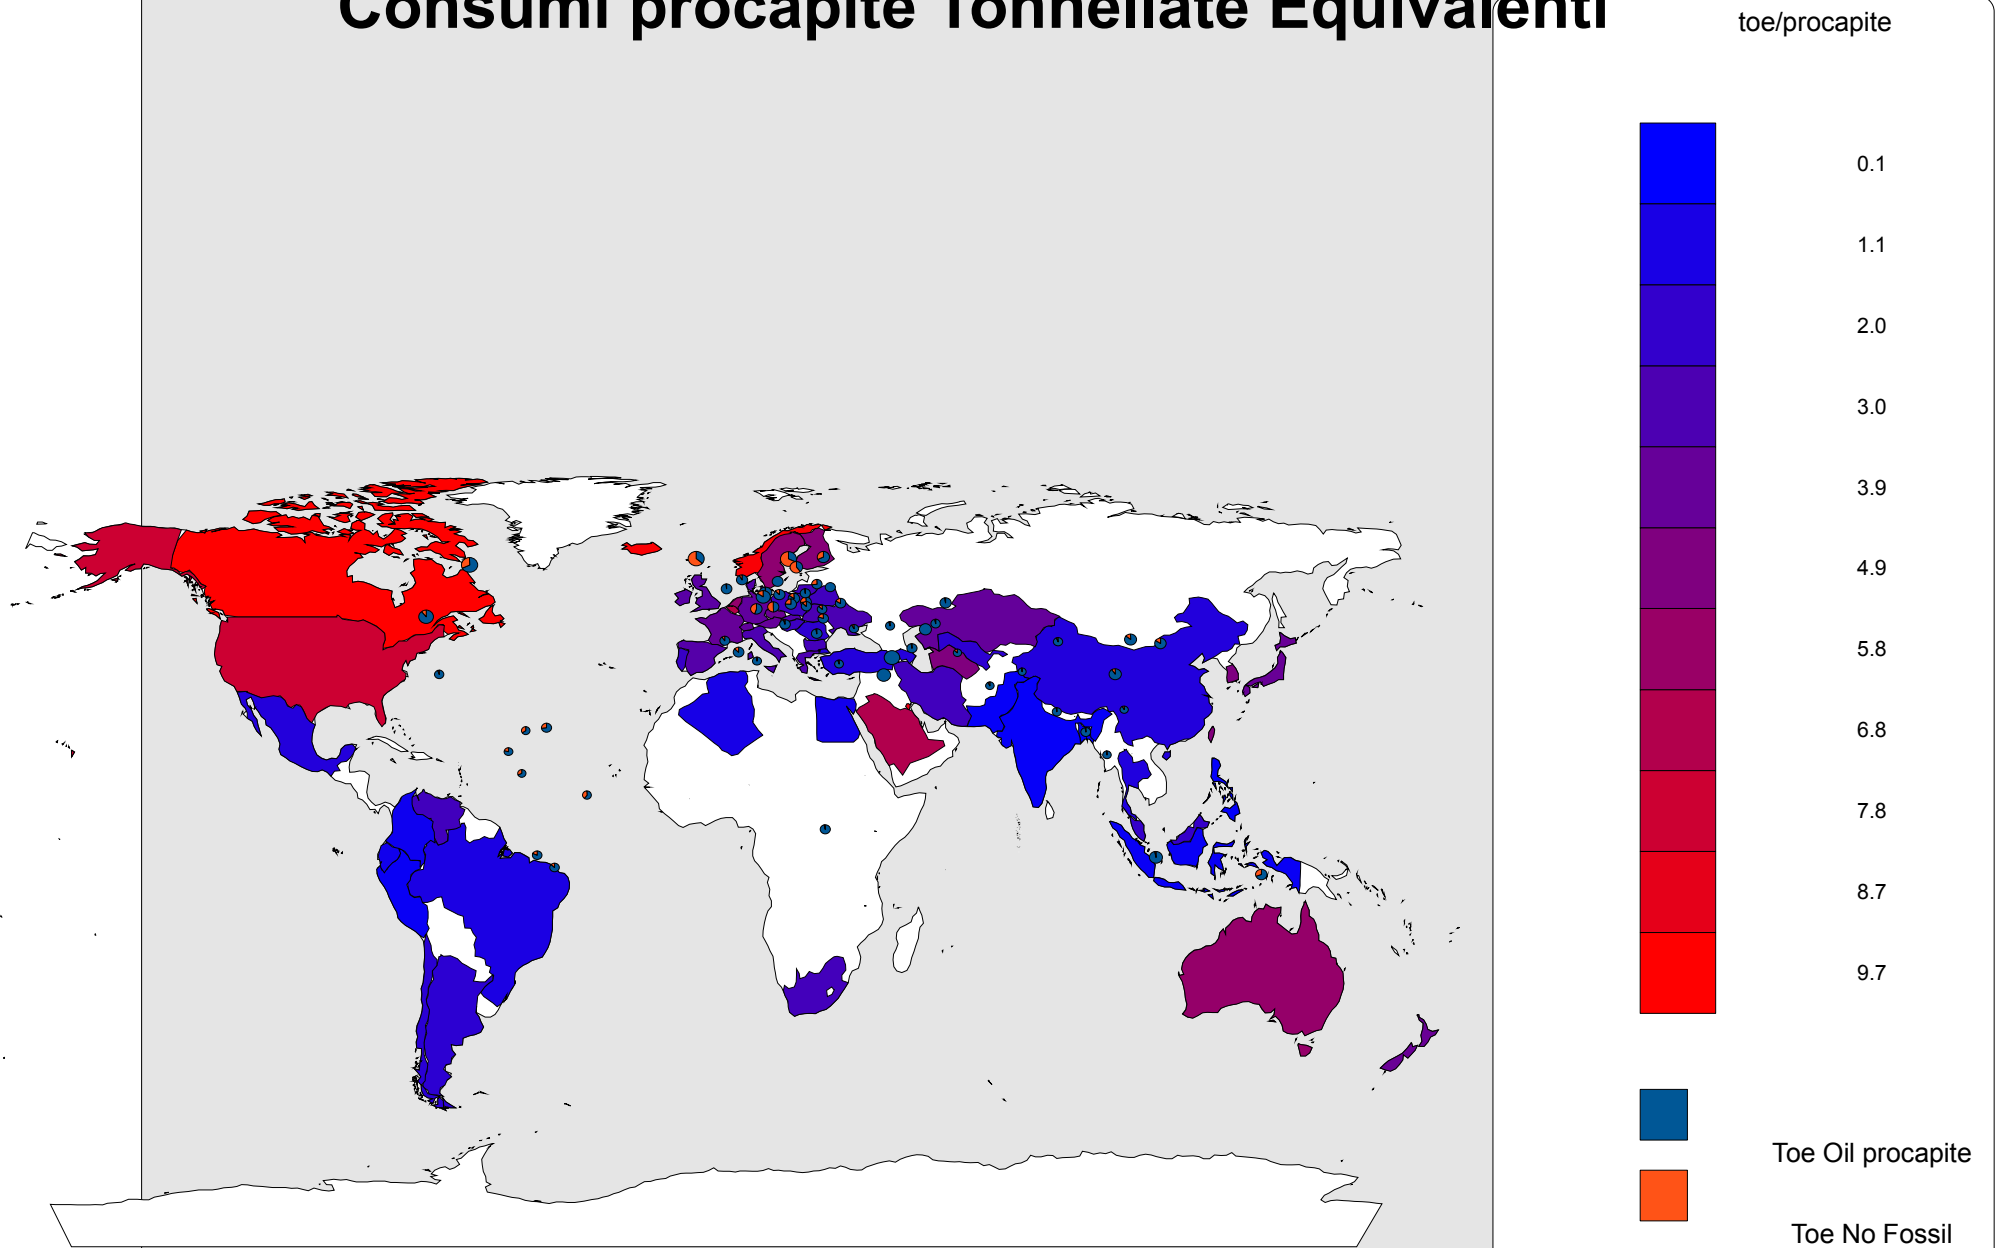 Consumi procapite Tonnellate Equivalenti
toe/procapite
0.1
1.1
2.0
3.0
3.9
4.9
5.8
6.8
7.8
8.7
9.7
Toe Oil procapite
Toe No Fossil